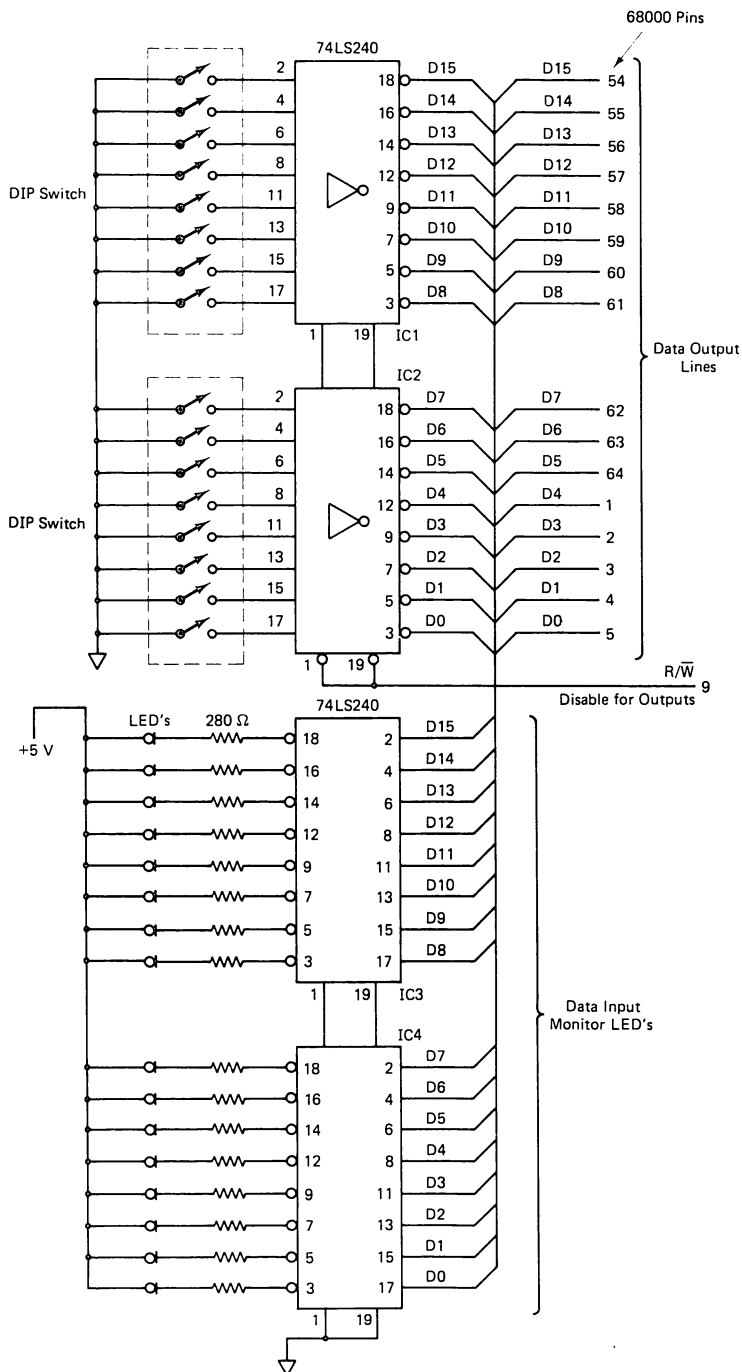 68000 Pins
74LS240
2 18 D15 D15 54
4 16 D14 D14 55
6 14 D13 D13 56
8 12 D12 D12 57
DIP Switch
11 9 D11 D11 58
13 7 D10 D10 59
15 5 D9 D9 60
17 3 D8 D8 61
1 19 IC1
Data Output
Lines
IC2
2 18 D7 D7 62
4 16 D6 D6 63
6 14 D5 D5 64
8 12 D4 D4 1
DIP Switch
11 9 D3 D3 2
13 7 D2 D2 3
15 5 D1 D1 4
17 3 D0 D0 5
1 19
R/W̅ 9
Disable for Outputs
74LS240
+5 V
LED's 280 Ω
18 2 D15
16 4 D14
14 6 D13
12 8 D12
9 11 D11
7 13 D10
5 15 D9
3 17 D8
1 19 IC3
Data Input
Monitor LED's
IC4
18 2 D7
16 4 D6
14 6 D5
12 8 D4
9 11 D3
7 13 D2
5 15 D1
3 17 D0
1 19